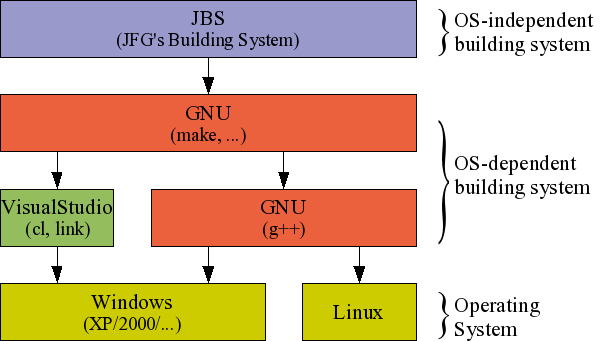 JBS
(JFG's Building System)
OS-independent
building system
GNU
(make, ...)
OS-dependent
building system
VisualStudio
(cl, link)
GNU
(g++)
Windows
(XP/2000/...)
Linux
Operating
System